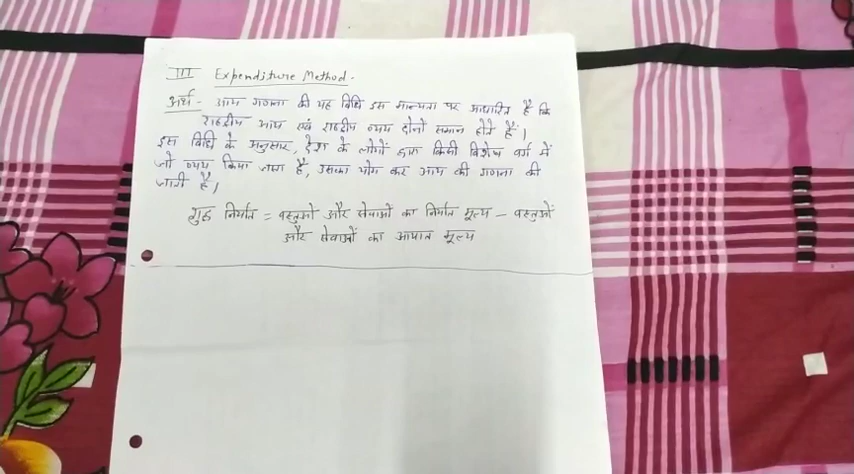 III Expenditure Method.
अर्थ - आय गणना की यह विधि इस मान्यता पर आधारित है कि
राष्ट्रीय आय एवं राष्ट्रीय व्यय दोनों समान होते हैं।
इस विधि के अनुसार, देश के लोगों द्वारा किसी विशेष वर्ग में
जो व्यय किया जाता है, उसका योग कर आय की गणना की
जाती है।
शुद्ध निर्यात = वस्तुओं और सेवाओं का निर्यात मूल्य - वस्तुओं
और सेवाओं का आयात मूल्य